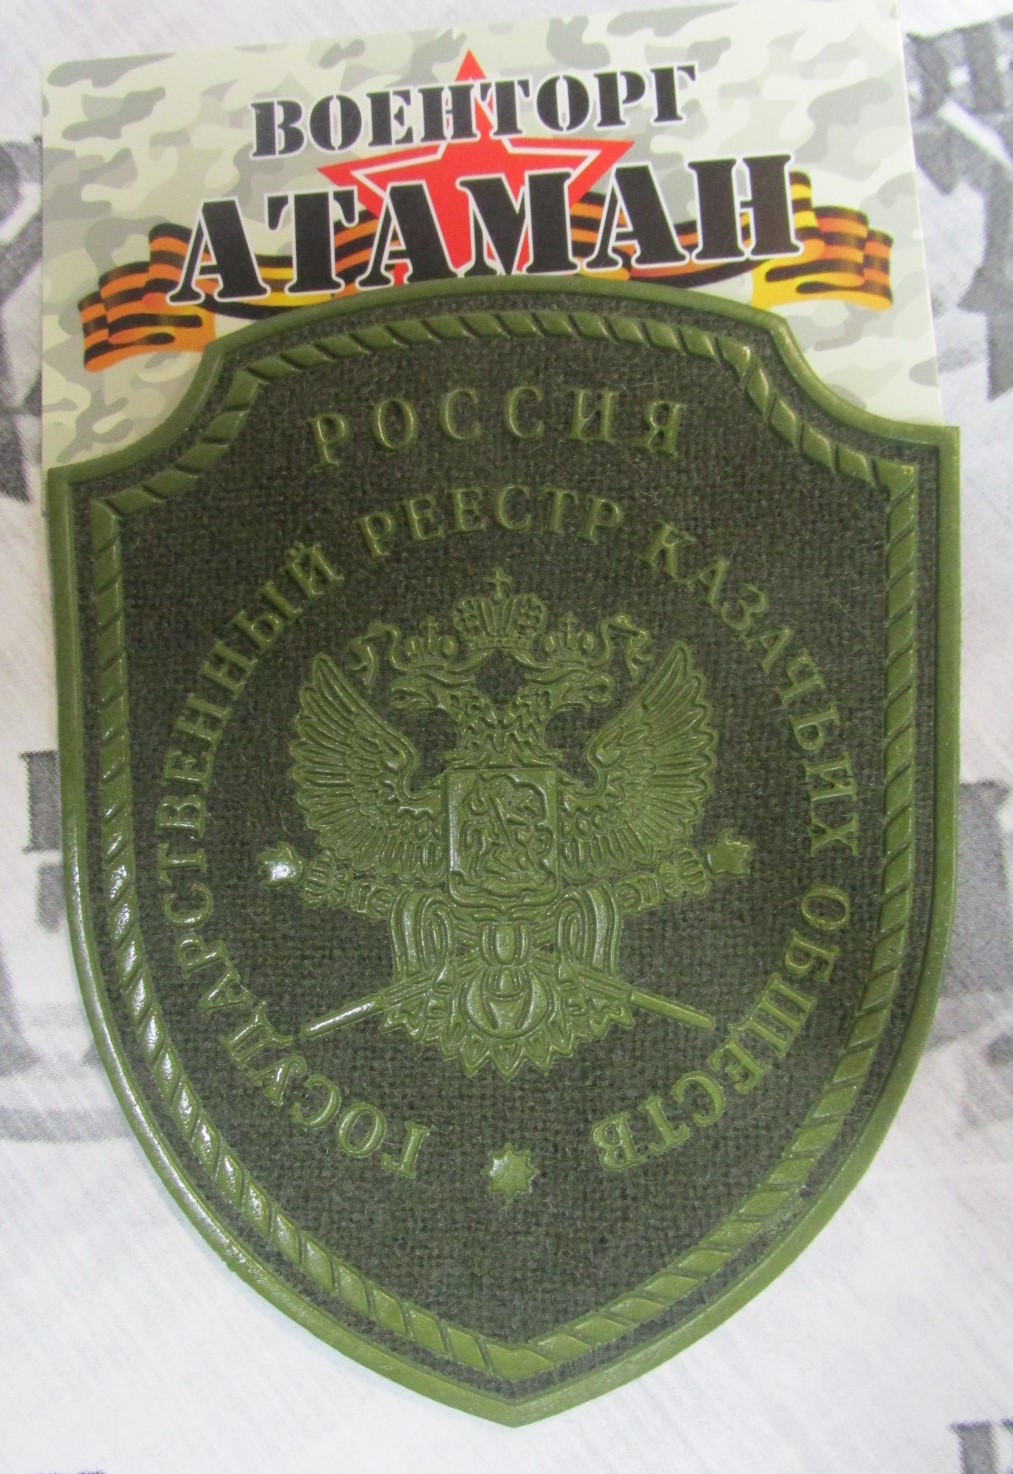 ВОЕНТОРГ
АТАМАН
РОССИЯ
ГОСУДАРСТВЕННЫЙ РЕЕСТР КАЗАЧЬИХ ОБЩЕСТВ